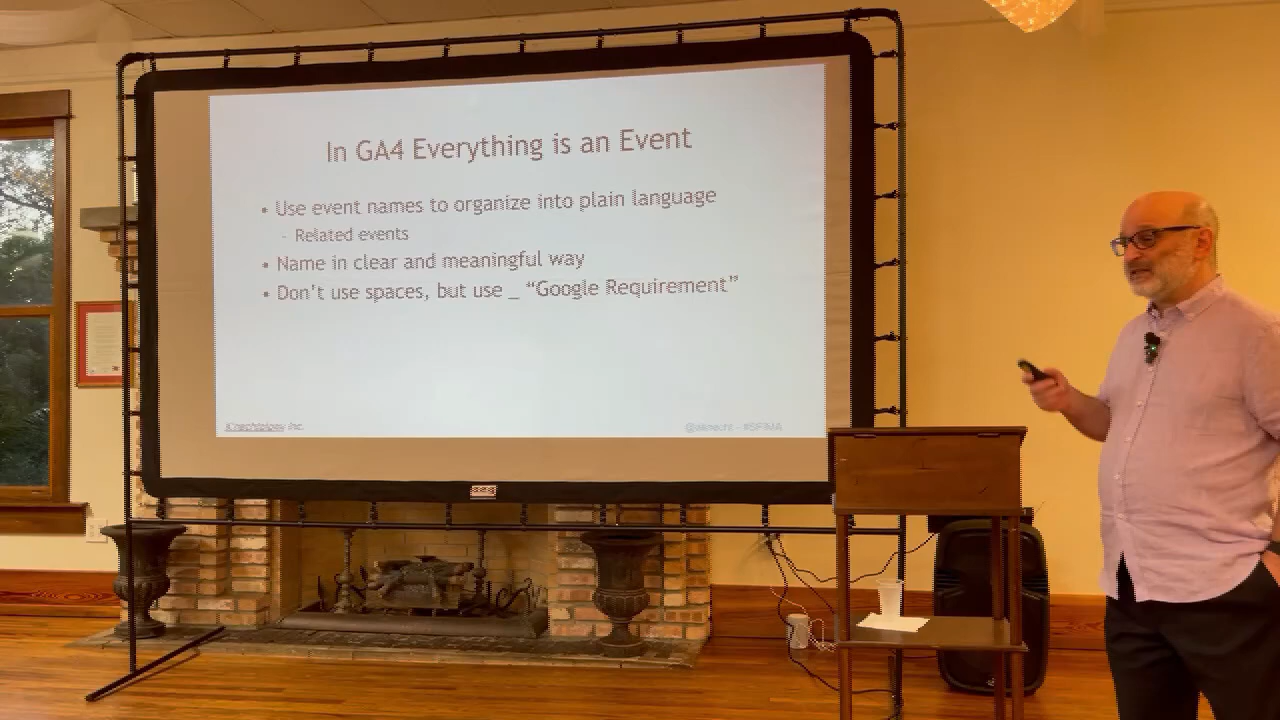 In GA4 Everything is an Event
• Use event names to organize into plain language
- Related events
• Name in clear and meaningful way
• Don't use spaces, but use _ “Google Requirement”
Inc.